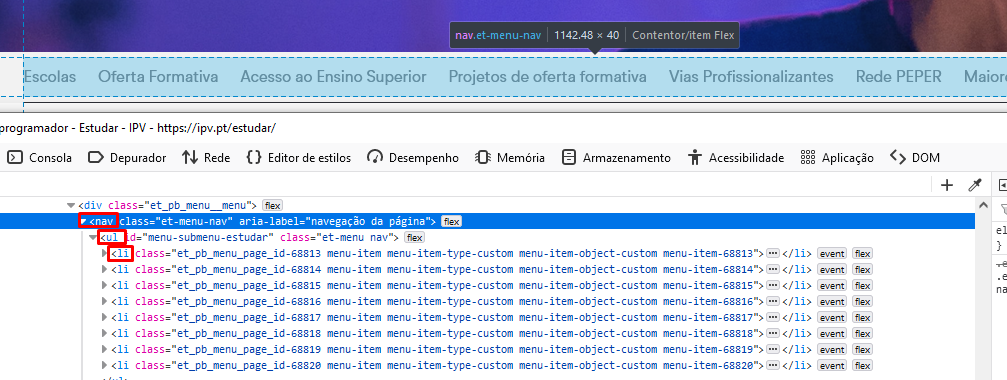 nav.et-menu-nav | 1142.48 × 40 | Contentor/item Flex
Escolas Oferta Formativa Acesso ao Ensino Superior Projetos de oferta formativa Vias Profissionalizantes Rede PEPER Maiore
programador - Estudar - IPV - https://ipv.pt/estudar/
Consola Depurador Rede Editor de estilos Desempenho Memória Armazenamento Acessibilidade Aplicação DOM
<div class="et_pb_menu__menu"> flex
<nav class="et-menu-nav" aria-label="navegação da página"> flex
<ul id="menu-submenu-estudar" class="et-menu nav"> flex
<li class="et_pb_menu_page_id-68813 menu-item menu-item-type-custom menu-item-object-custom menu-item-68813"> ••• </li> event flex
<li class="et_pb_menu_page_id-68814 menu-item menu-item-type-custom menu-item-object-custom menu-item-68814"> ••• </li> event flex
<li class="et_pb_menu_page_id-68815 menu-item menu-item-type-custom menu-item-object-custom menu-item-68815"> ••• </li> event flex
<li class="et_pb_menu_page_id-68816 menu-item menu-item-type-custom menu-item-object-custom menu-item-68816"> ••• </li> event flex
<li class="et_pb_menu_page_id-68817 menu-item menu-item-type-custom menu-item-object-custom menu-item-68817"> ••• </li> event flex
<li class="et_pb_menu_page_id-68818 menu-item menu-item-type-custom menu-item-object-custom menu-item-68818"> ••• </li> event flex
<li class="et_pb_menu_page_id-68819 menu-item menu-item-type-custom menu-item-object-custom menu-item-68819"> ••• </li> event flex
<li class="et_pb_menu_page_id-68820 menu-item menu-item-type-custom menu-item-object-custom menu-item-68820"> ••• </li> event flex
</ul>
el
}
.e
.e
na